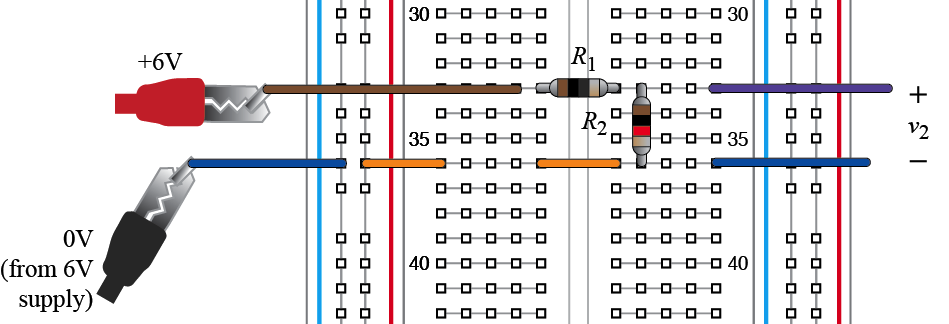 30
30
+6V
R1
+
R2
v2
35
35
−
0V
(from 6V
supply)
40
40